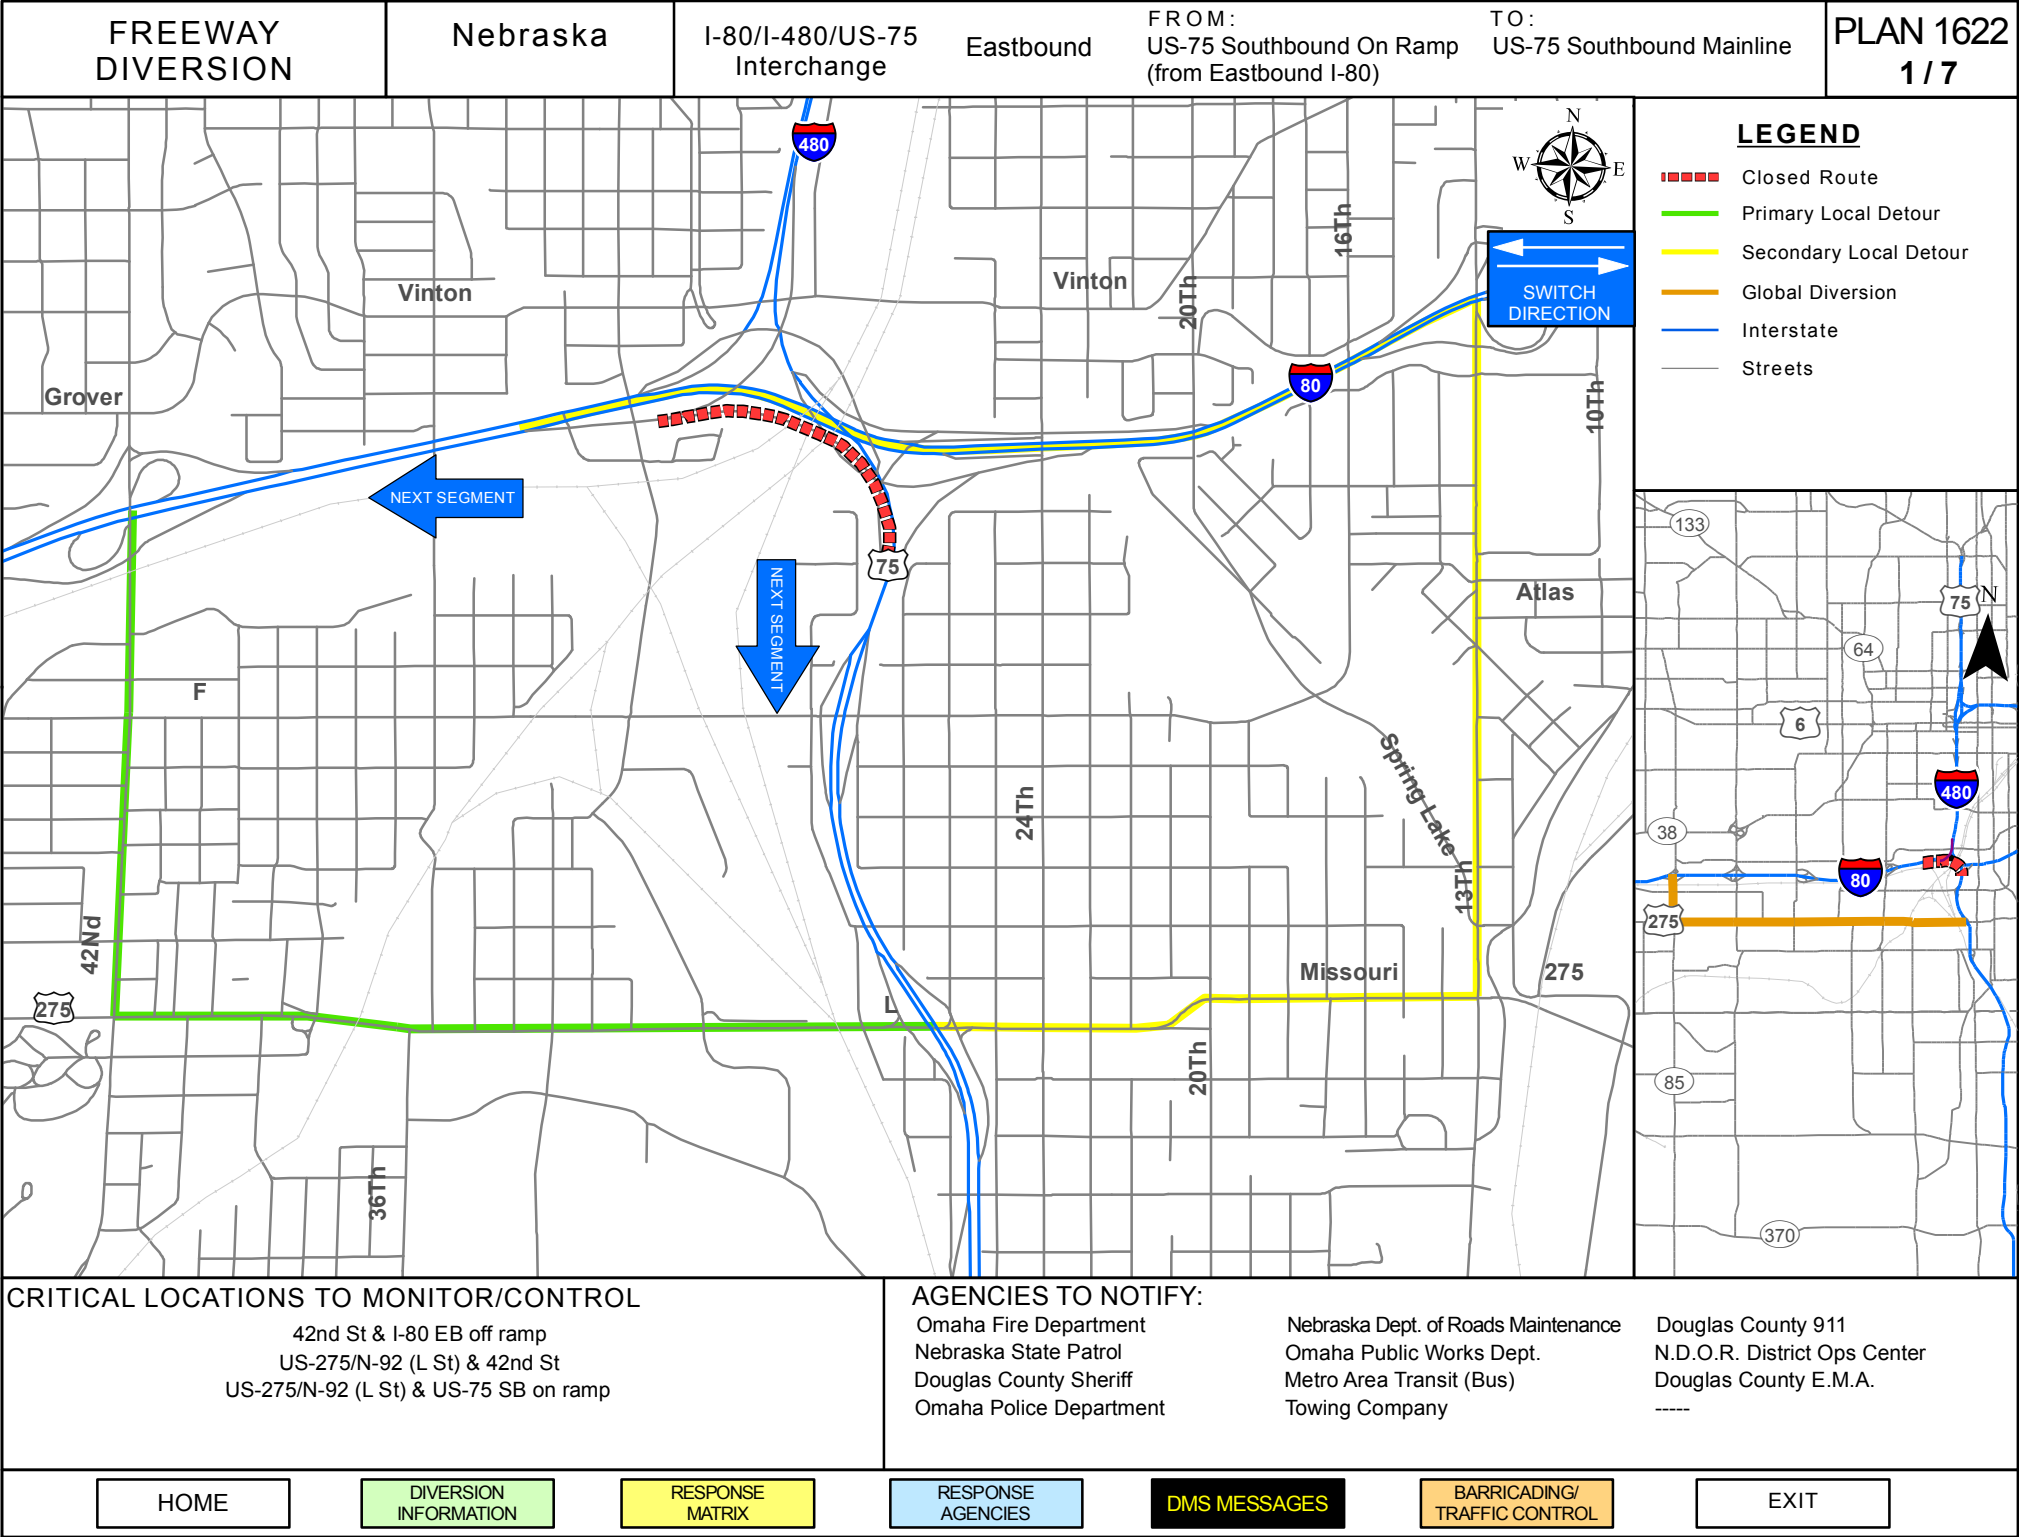 FREEWAY
DIVERSION
Nebraska
I-80/I-480/US-75
Interchange
Eastbound
FROM:
US-75 Southbound On Ramp
(from Eastbound I-80)
TO:
US-75 Southbound Mainline
PLAN 1622
1 / 7
480
N
W
E
S
16Th
Vinton
Vinton
20Th
SWITCH
DIRECTION
80
Grover
10Th
NEXT SEGMENT
75
NEXT SEGMENT
Atlas
F
Spring Lake
24Th
13Th
42Nd
Missouri
275
275
L
20Th
36Th
LEGEND
Closed Route
Primary Local Detour
Secondary Local Detour
Global Diversion
Interstate
Streets
133
75
N
64
6
480
38
80
275
85
370
CRITICAL LOCATIONS TO MONITOR/CONTROL
42nd St & I-80 EB off ramp
US-275/N-92 (L St) & 42nd St
US-275/N-92 (L St) & US-75 SB on ramp
AGENCIES TO NOTIFY:
Omaha Fire Department
Nebraska State Patrol
Douglas County Sheriff
Omaha Police Department
Nebraska Dept. of Roads Maintenance
Omaha Public Works Dept.
Metro Area Transit (Bus)
Towing Company
Douglas County 911
N.D.O.R. District Ops Center
Douglas County E.M.A.
-----
HOME
DIVERSION
INFORMATION
RESPONSE
MATRIX
RESPONSE
AGENCIES
DMS MESSAGES
BARRICADING/
TRAFFIC CONTROL
EXIT